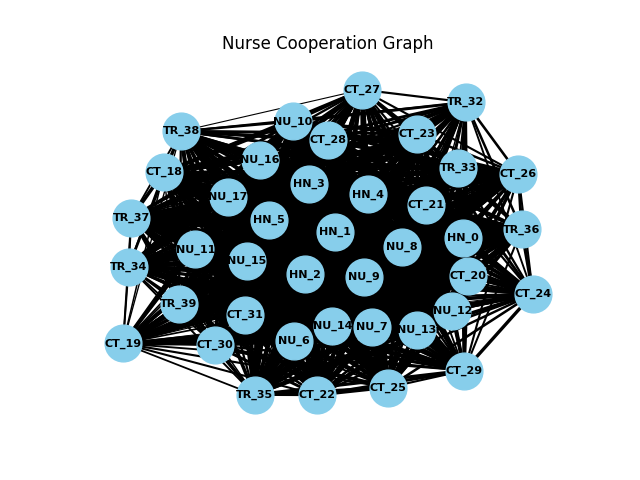 Nurse Cooperation Graph
CT_27
TR_32
NU_10
TR_38
CT_23
CT_28
NU_16
TR_33
CT_18
CT_26
HN_3
HN_4
NU_17
CT_21
TR_37
HN_5
TR_36
HN_1
HN_0
NU_11
NU_8
NU_15
TR_34
HN_2
CT_20
NU_9
CT_24
TR_39
NU_12
CT_31
NU_14
NU_7
NU_13
NU_6
CT_19
CT_30
CT_29
CT_25
TR_35
CT_22